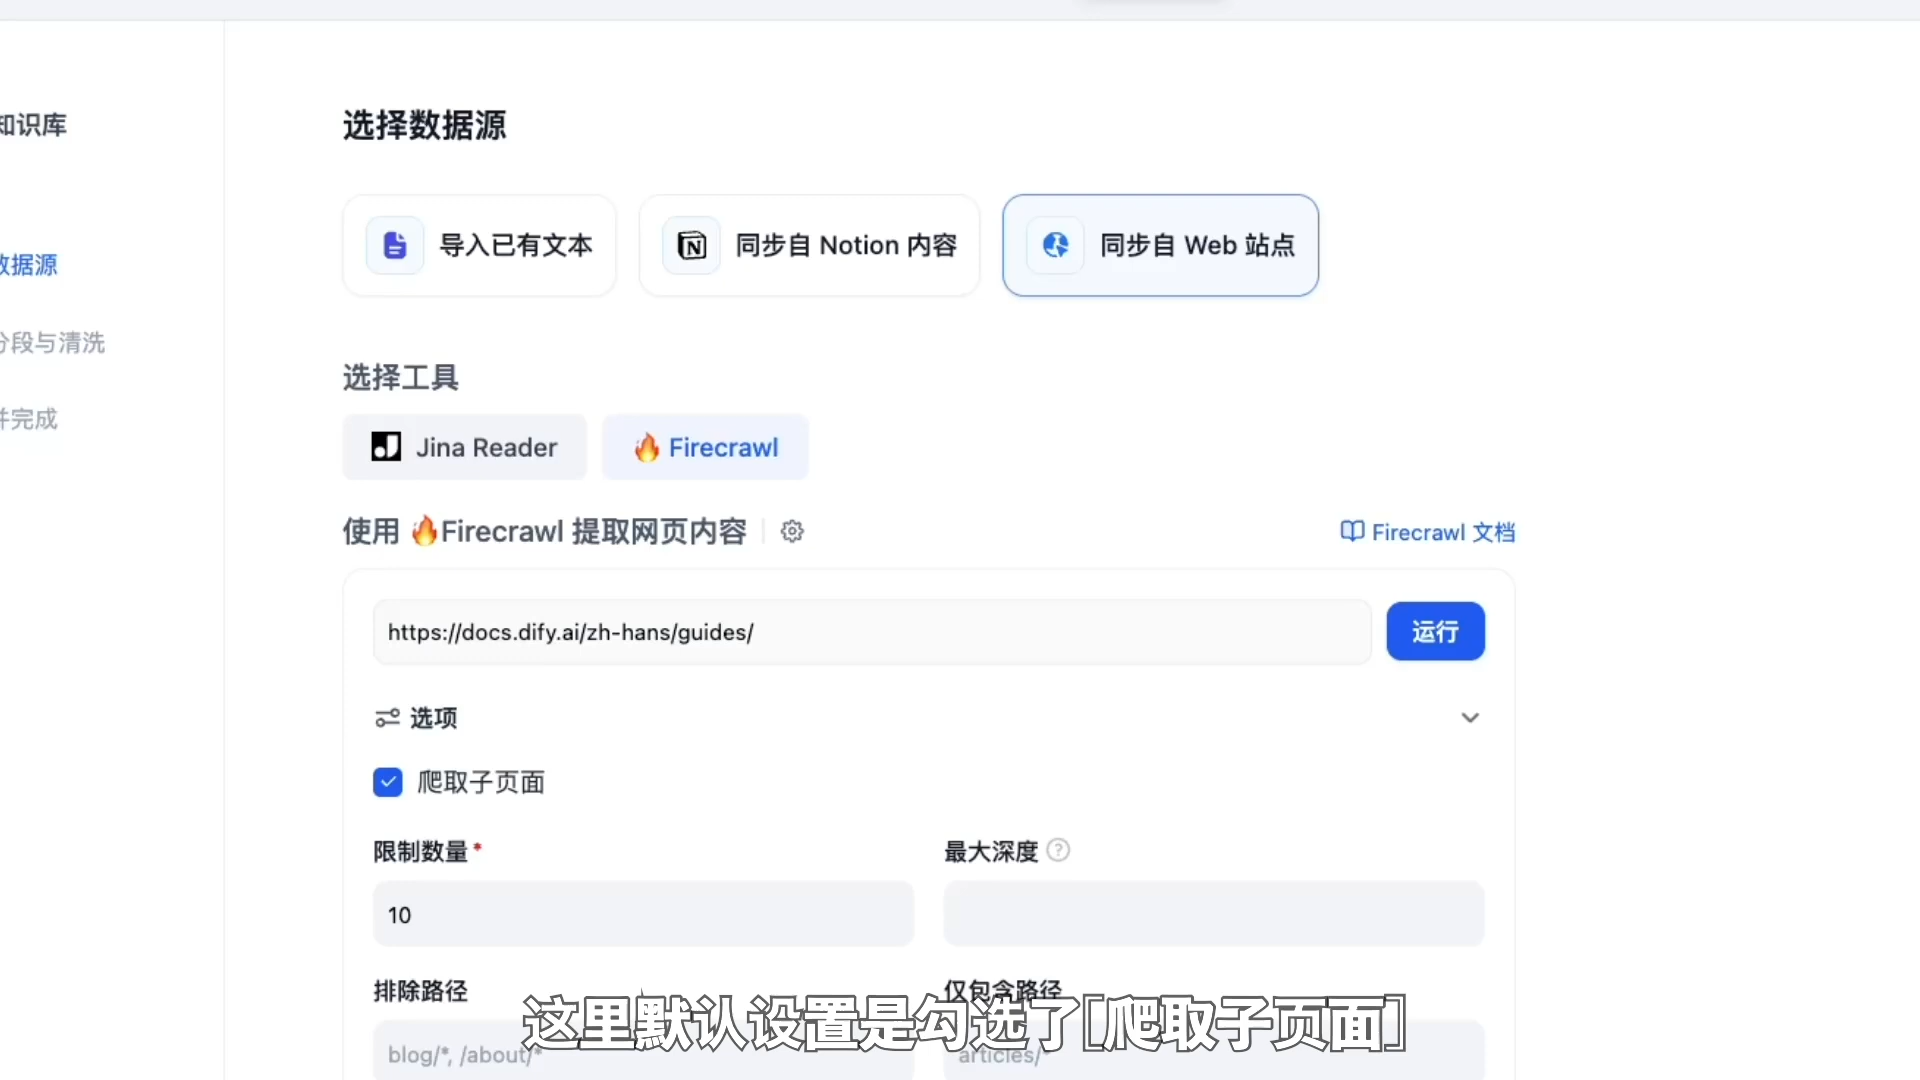 知识库
数据源
分段与清洗
并完成
选择数据源
导入已有文本
同步自 Notion 内容
同步自 Web 站点
选择工具
Jina Reader
Firecrawl
使用 🔥Firecrawl 提取网页内容
Firecrawl 文档
https://docs.dify.ai/zh-hans/guides/
运行
选项
爬取子页面
限制数量 *
最大深度
10
排除路径
仅包含路径
blog/*, /about/*
articles/*
这里默认设置是勾选了[爬取子页面]